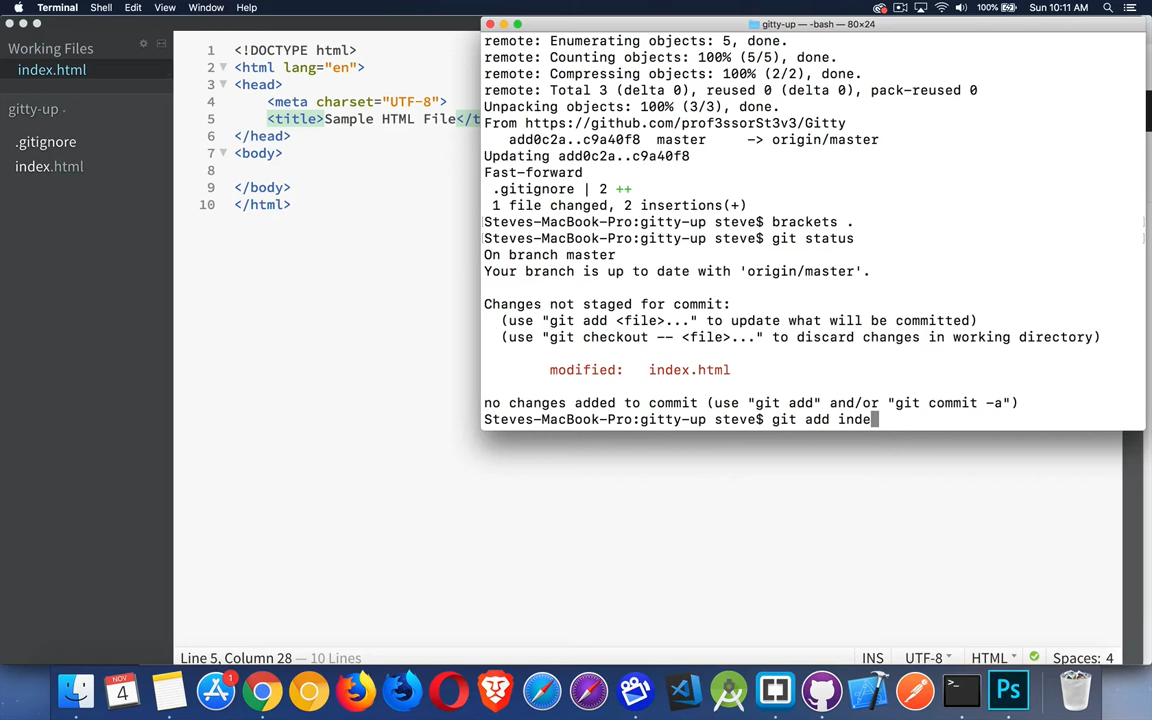 Terminal Shell Edit View Window Help
100% Sun 10:11 AM
Working Files
index.html
gitty-up
.gitignore
index.html
1 <!DOCTYPE html>
2 <html lang="en">
3 <head>
4 <meta charset="UTF-8">
5 <title>Sample HTML File</t
6 </head>
7 <body>
8
9 </body>
10 </html>
gitty-up — -bash — 80×24
remote: Enumerating objects: 5, done.
remote: Counting objects: 100% (5/5), done.
remote: Compressing objects: 100% (2/2), done.
remote: Total 3 (delta 0), reused 0 (delta 0), pack-reused 0
Unpacking objects: 100% (3/3), done.
From https://github.com/prof3ssorSt3v3/Gitty
add0c2a..c9a40f8 master -> origin/master
Updating add0c2a..c9a40f8
Fast-forward
.gitignore | 2 ++
1 file changed, 2 insertions(+)
Steves-MacBook-Pro:gitty-up steve$ brackets .
Steves-MacBook-Pro:gitty-up steve$ git status
On branch master
Your branch is up to date with 'origin/master'.
Changes not staged for commit:
(use "git add <file>..." to update what will be committed)
(use "git checkout -- <file>..." to discard changes in working directory)
modified: index.html
no changes added to commit (use "git add" and/or "git commit -a")
Steves-MacBook-Pro:gitty-up steve$ git add inde
Line 5, Column 28 — 10 Lines
INS UTF-8 HTML Spaces: 4
NOV
4
1
>_
Ps